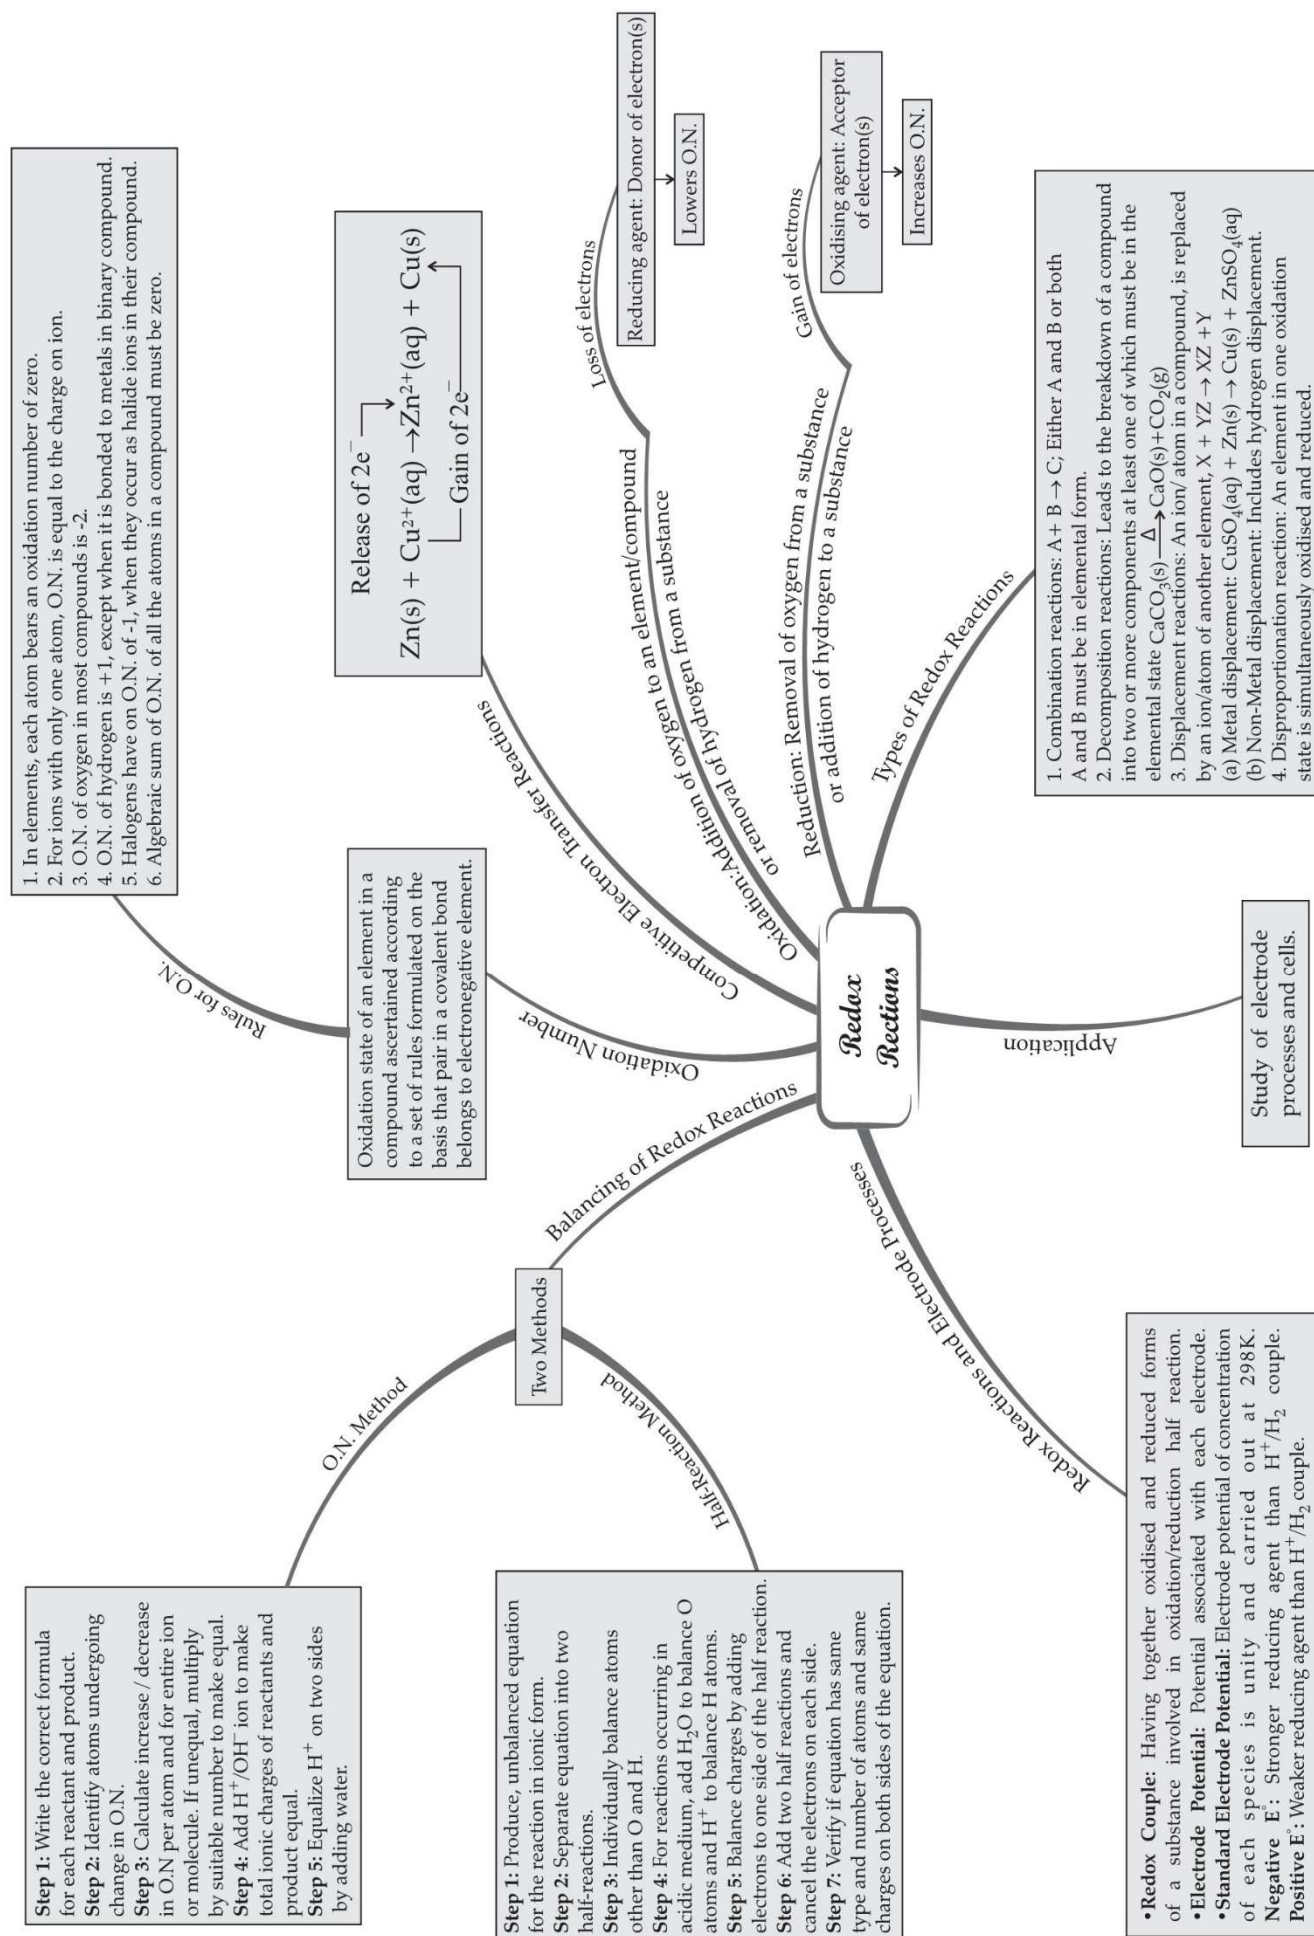 Redox
Rections
Balancing of Redox Reactions
Two Methods
O.N. Method
Step 1: Write the correct formula
for each reactant and product.
Step 2: Identify atoms undergoing
change in O.N.
Step 3: Calculate increase / decrease
in O.N per atom and for entire ion
or molecule. If unequal, multiply
by suitable number to make equal.
Step 4: Add H⁺/OH⁻ ion to make
total ionic charges of reactants and
product equal.
Step 5: Equalize H⁺ on two sides
by adding water.
Half-Reaction Method
Step 1: Produce, unbalanced equation
for the reaction in ionic form.
Step 2: Separate equation into two
half-reactions.
Step 3: Individually balance atoms
other than O and H.
Step 4: For reactions occurring in
acidic medium, add H₂O to balance O
atoms and H⁺ to balance H atoms.
Step 5: Balance charges by adding
electrons to one side of the half reaction.
Step 6: Add two half reactions and
cancel the electrons on each side.
Step 7: Verify if equation has same
type and number of atoms and same
charges on both sides of the equation.
Oxidation Number
Oxidation state of an element in a
compound ascertained according
to a set of rules formulated on the
basis that pair in a covalent bond
belongs to electronegative element.
Rules for O.N.
1. In elements, each atom bears an oxidation number of zero.
2. For ions with only one atom, O.N. is equal to the charge on ion.
3. O.N. of oxygen in most compounds is -2.
4. O.N. of hydrogen is +1, except when it is bonded to metals in binary compound.
5. Halogens have on O.N. of -1, when they occur as halide ions in their compound.
6. Algebraic sum of O.N. of all the atoms in a compound must be zero.
Competitive Electron Transfer Reactions
Release of 2e⁻
Zn(s) + Cu²⁺(aq) →Zn²⁺(aq) + Cu(s)
Gain of 2e⁻
Oxidation:Addition of oxygen to an element/compound
or removal of hydrogen from a substance
Loss of electrons
Reducing agent: Donor of electron(s)
Lowers O.N.
Reduction: Removal of oxygen from a substance
or addition of hydrogen to a substance
Gain of electrons
Oxidising agent: Acceptor
of electron(s)
Increases O.N.
Types of Redox Reactions
1. Combination reactions: A+ B → C; Either A and B or both
A and B must be in elemental form.
2. Decomposition reactions: Leads to the breakdown of a compound
into two or more components at least one of which must be in the
elemental state CaCO₃(s) —Δ→ CaO(s)+CO₂(g)
3. Displacement reactions: An ion/ atom in a compound, is replaced
by an ion/atom of another element, X + YZ → XZ +Y
(a) Metal displacement: CuSO₄(aq) + Zn(s) → Cu(s) + ZnSO₄(aq)
(b) Non-Metal displacement: Includes hydrogen displacement.
4. Disproportionation reaction: An element in one oxidation
state is simultaneously oxidised and reduced.
Application
Study of electrode
processes and cells.
Redox Reactions and Electrode Processes
•Redox Couple: Having together oxidised and reduced forms
of a substance involved in oxidation/reduction half reaction.
•Electrode Potential: Potential associated with each electrode.
•Standard Electrode Potential: Electrode potential of concentration
of each species is unity and carried out at 298K.
Negative E°: Stronger reducing agent than H⁺/H₂ couple.
Positive E°: Weaker reducing agent than H⁺/H₂ couple.